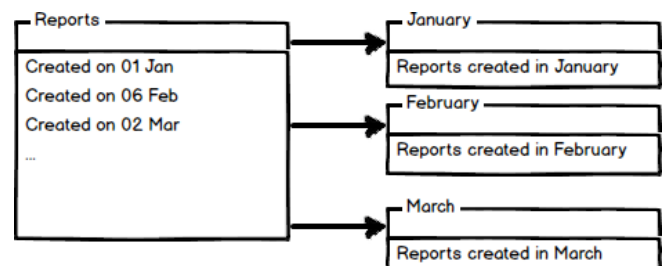 Reports
Created on 01 Jan
Created on 06 Feb
Created on 02 Mar
...
January
Reports created in January
February
Reports created in February
March
Reports created in March